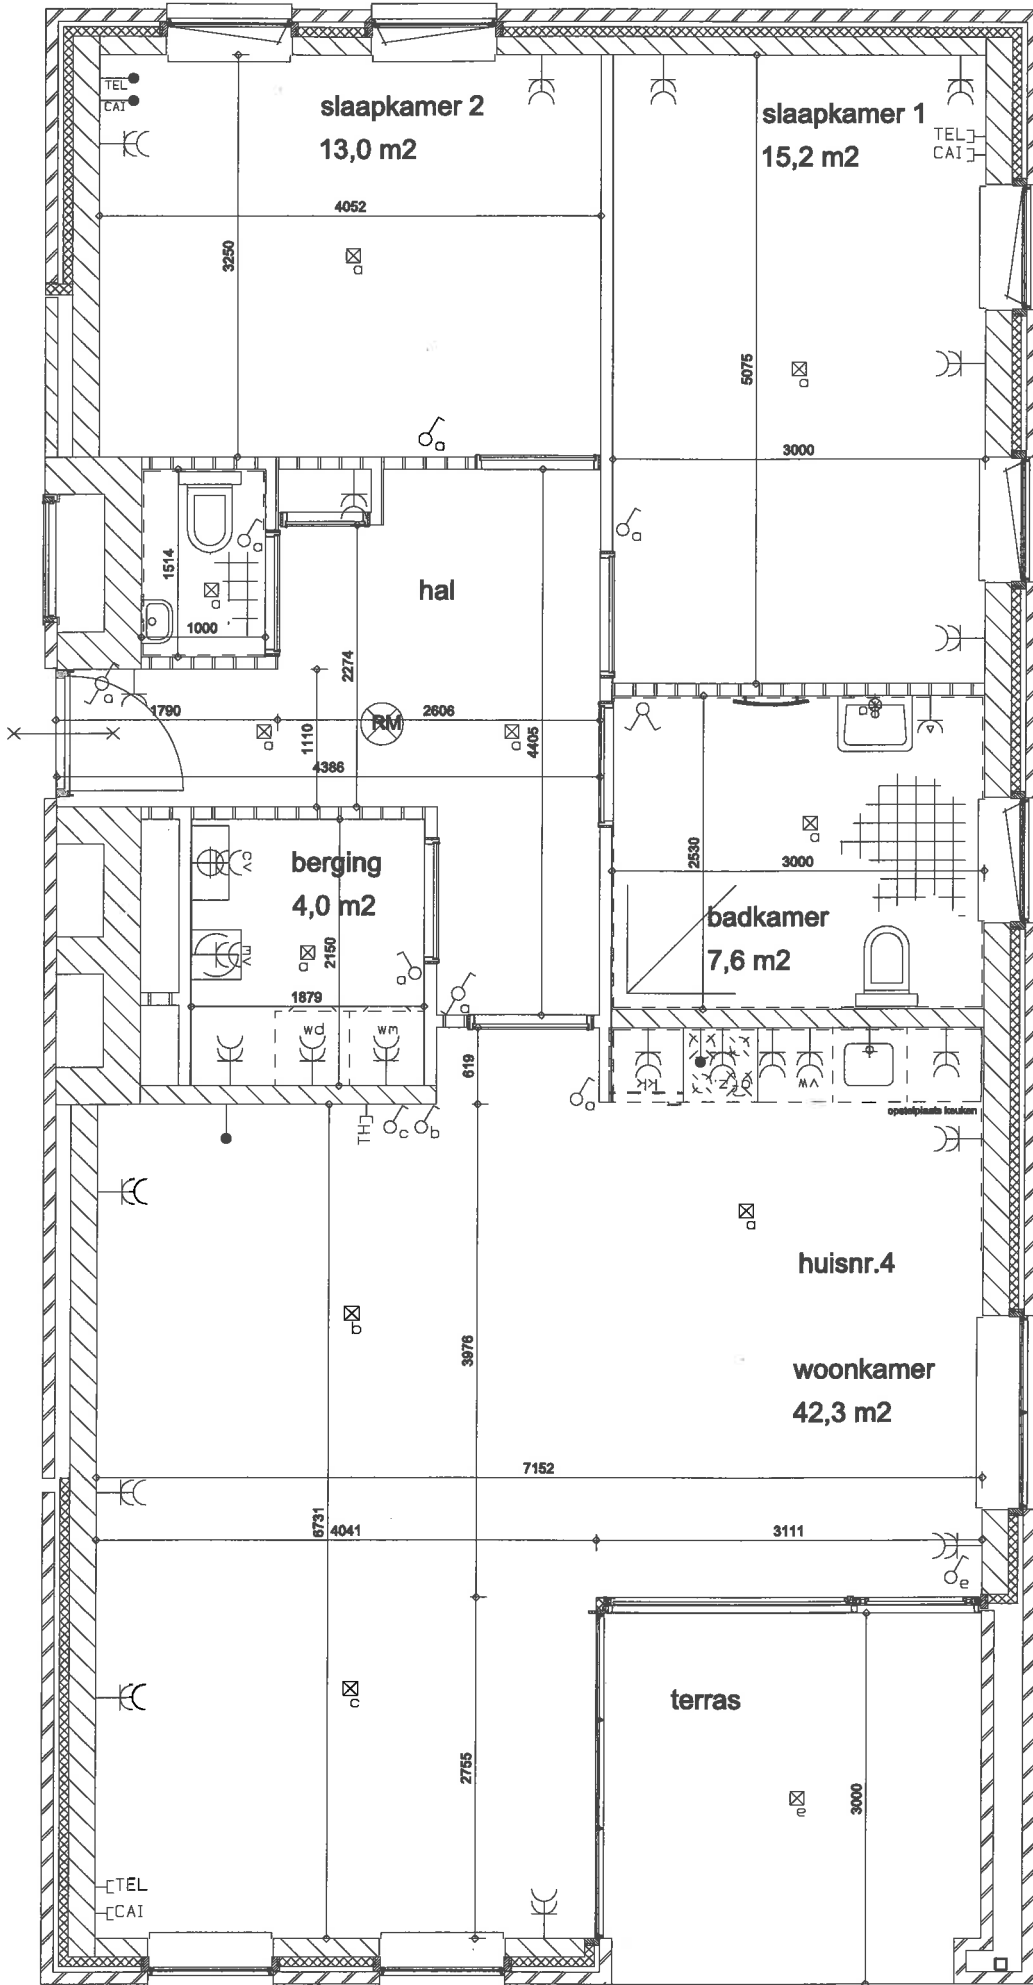 TEL
CAI
slaapkamer 2
13,0 m2
slaapkamer 1
15,2 m2
TEL
CAI
4052
3250
a
5075
a
a
3000
1514
a
a
1000
hal
a
2274
a
1790
a
RM
2606
a
1110
4386
4405
a
a
2530
3000
berging
4,0 m2
CV
MV
a
2150
a
1879
a
wd
wm
badkamer
7,6 m2
619
a
KK
VW
opstelplaats keuken
TH
c
b
a
huisnr.4
b
3976
woonkamer
42,3 m2
7152
6731
4041
3111
e
c
terras
2755
e
3000
TEL
CAI